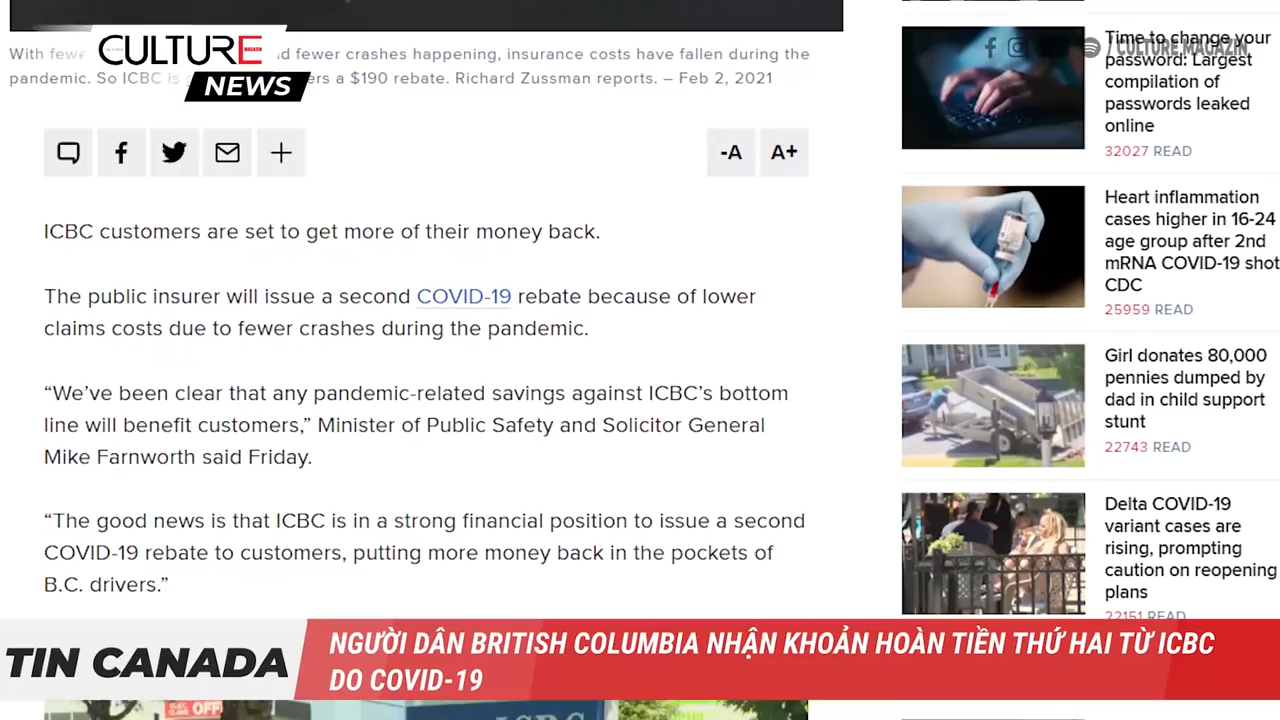 CULTURE
MAGAZIN
NEWS
With fewe d fewer crashes happening, insurance costs have fallen during the
pandemic. So ICBC is ers a $190 rebate. Richard Zussman reports. – Feb 2, 2021
-A A+
ICBC customers are set to get more of their money back.
The public insurer will issue a second COVID-19 rebate because of lower
claims costs due to fewer crashes during the pandemic.
“We’ve been clear that any pandemic-related savings against ICBC’s bottom
line will benefit customers,” Minister of Public Safety and Solicitor General
Mike Farnworth said Friday.
“The good news is that ICBC is in a strong financial position to issue a second
COVID-19 rebate to customers, putting more money back in the pockets of
B.C. drivers.”
/ CULTURE MAGAZIN
Time to change your
password: Largest
compilation of
passwords leaked
online
32027 READ
Heart inflammation
cases higher in 16-24
age group after 2nd
mRNA COVID-19 shot
CDC
25959 READ
Girl donates 80,000
pennies dumped by
dad in child support
stunt
22743 READ
Delta COVID-19
variant cases are
rising, prompting
caution on reopening
plans
22151 READ
TIN CANADA
NGƯỜI DÂN BRITISH COLUMBIA NHẬN KHOẢN HOÀN TIỀN THỨ HAI TỪ ICBC
DO COVID-19
OFF
ICBC